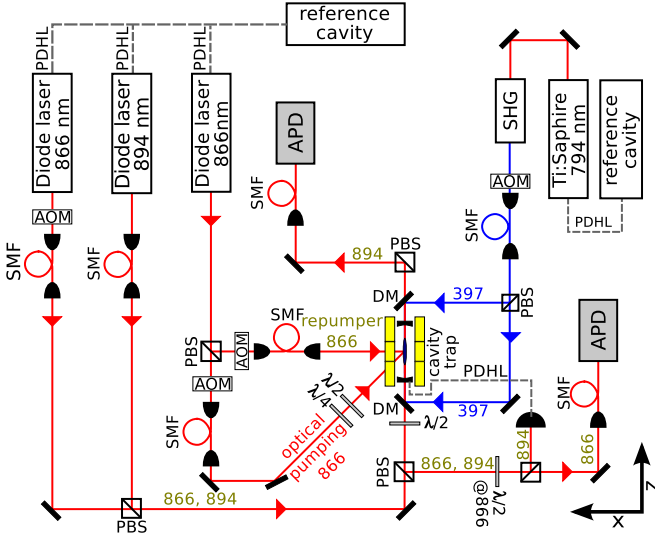 reference
cavity
PDHL
PDHL
PDHL
Diode laser
866 nm
Diode laser
894 nm
Diode laser
866nm
APD
SHG
Ti:Saphire
794 nm
reference
cavity
PDHL
AOM
AOM
SMF
SMF
SMF
SMF
894
PBS
DM
397
PBS
SMF
repumper
866
PBS
AOM
AOM
cavity
trap
PDHL
APD
SMF
λ/2
λ/4
SMF
optical
pumping
866
DM
397
λ/2
PBS
866, 894
λ/2
@866
894
866
866, 894
PBS
x
z